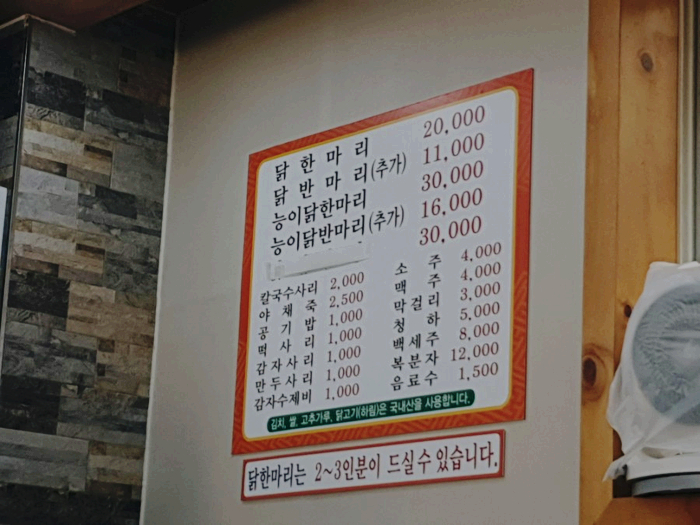 닭 한 마 리 20,000
닭 반 마 리(추가) 11,000
능이닭한마리 30,000
능이닭반마리(추가) 16,000
30,000
칼국수사리 2,000
야 채 죽 2,500
공 기 밥 1,000
떡 사 리 1,000
감자사리 1,000
만두사리 1,000
감자수제비 1,000
소 주 4,000
맥 주 4,000
막걸리 3,000
청 하 5,000
백세주 8,000
복분자 12,000
음료수 1,500
김치, 쌀, 고추가루, 닭고기(하림)은 국내산을 사용합니다.
닭한마리는 2~3인분이 드실수 있습니다.